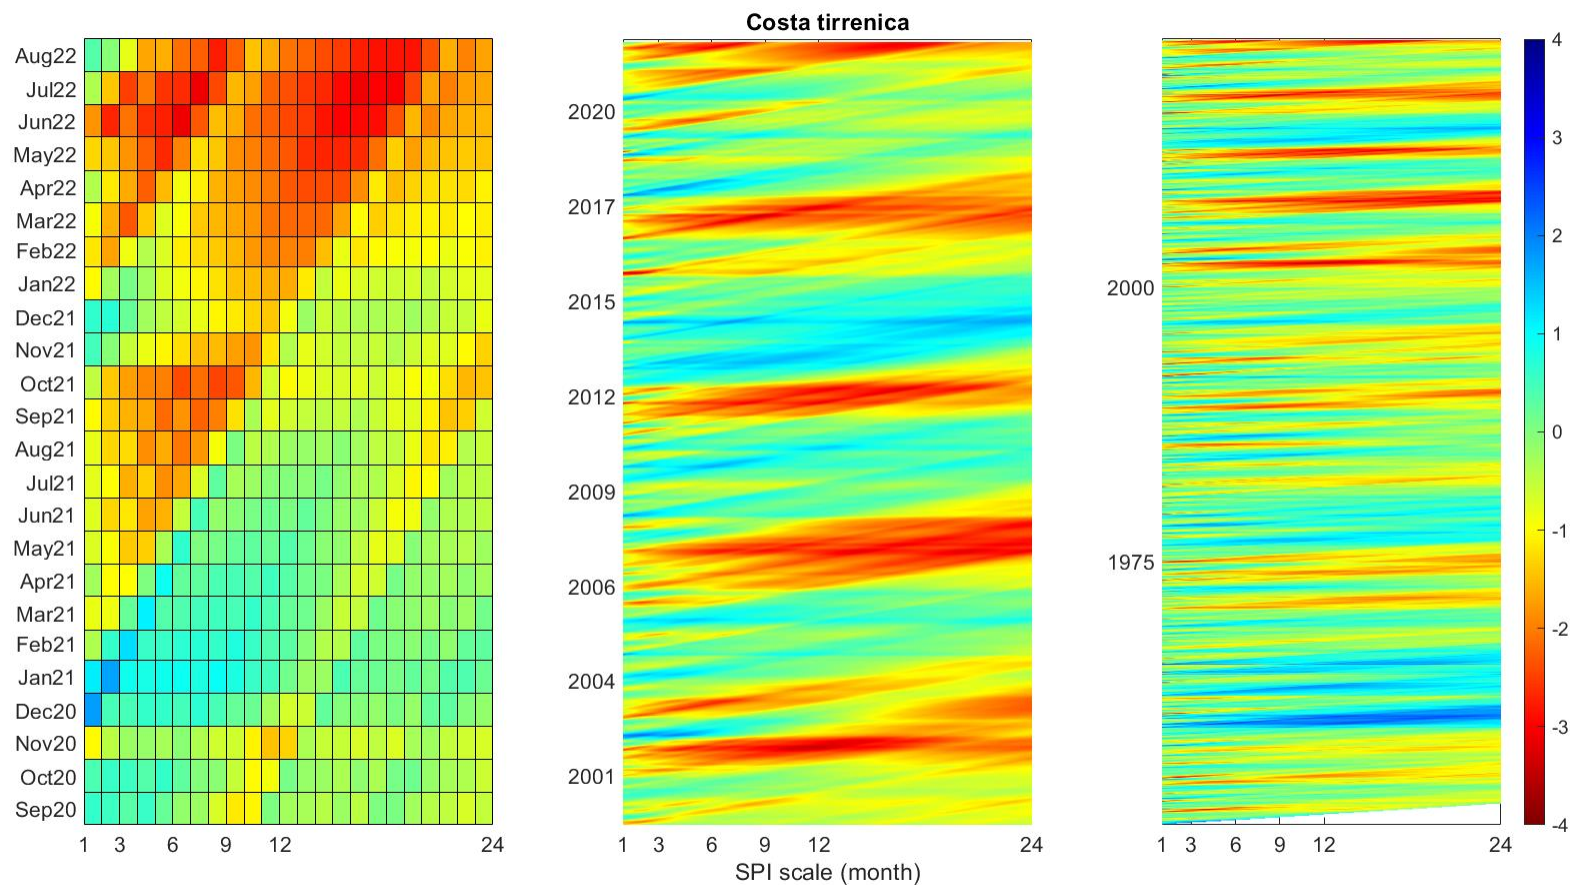 Costa tirrenica
Aug22
Jul22
Jun22
May22
Apr22
Mar22
Feb22
Jan22
Dec21
Nov21
Oct21
Sep21
Aug21
Jul21
Jun21
May21
Apr21
Mar21
Feb21
Jan21
Dec20
Nov20
Oct20
Sep20
1 3 6 9 12 24
2020
2017
2015
2012
2009
2006
2004
2001
1 3 6 9 12 24
SPI scale (month)
2000
1975
1 3 6 9 12 24
4
3
2
1
0
-1
-2
-3
-4